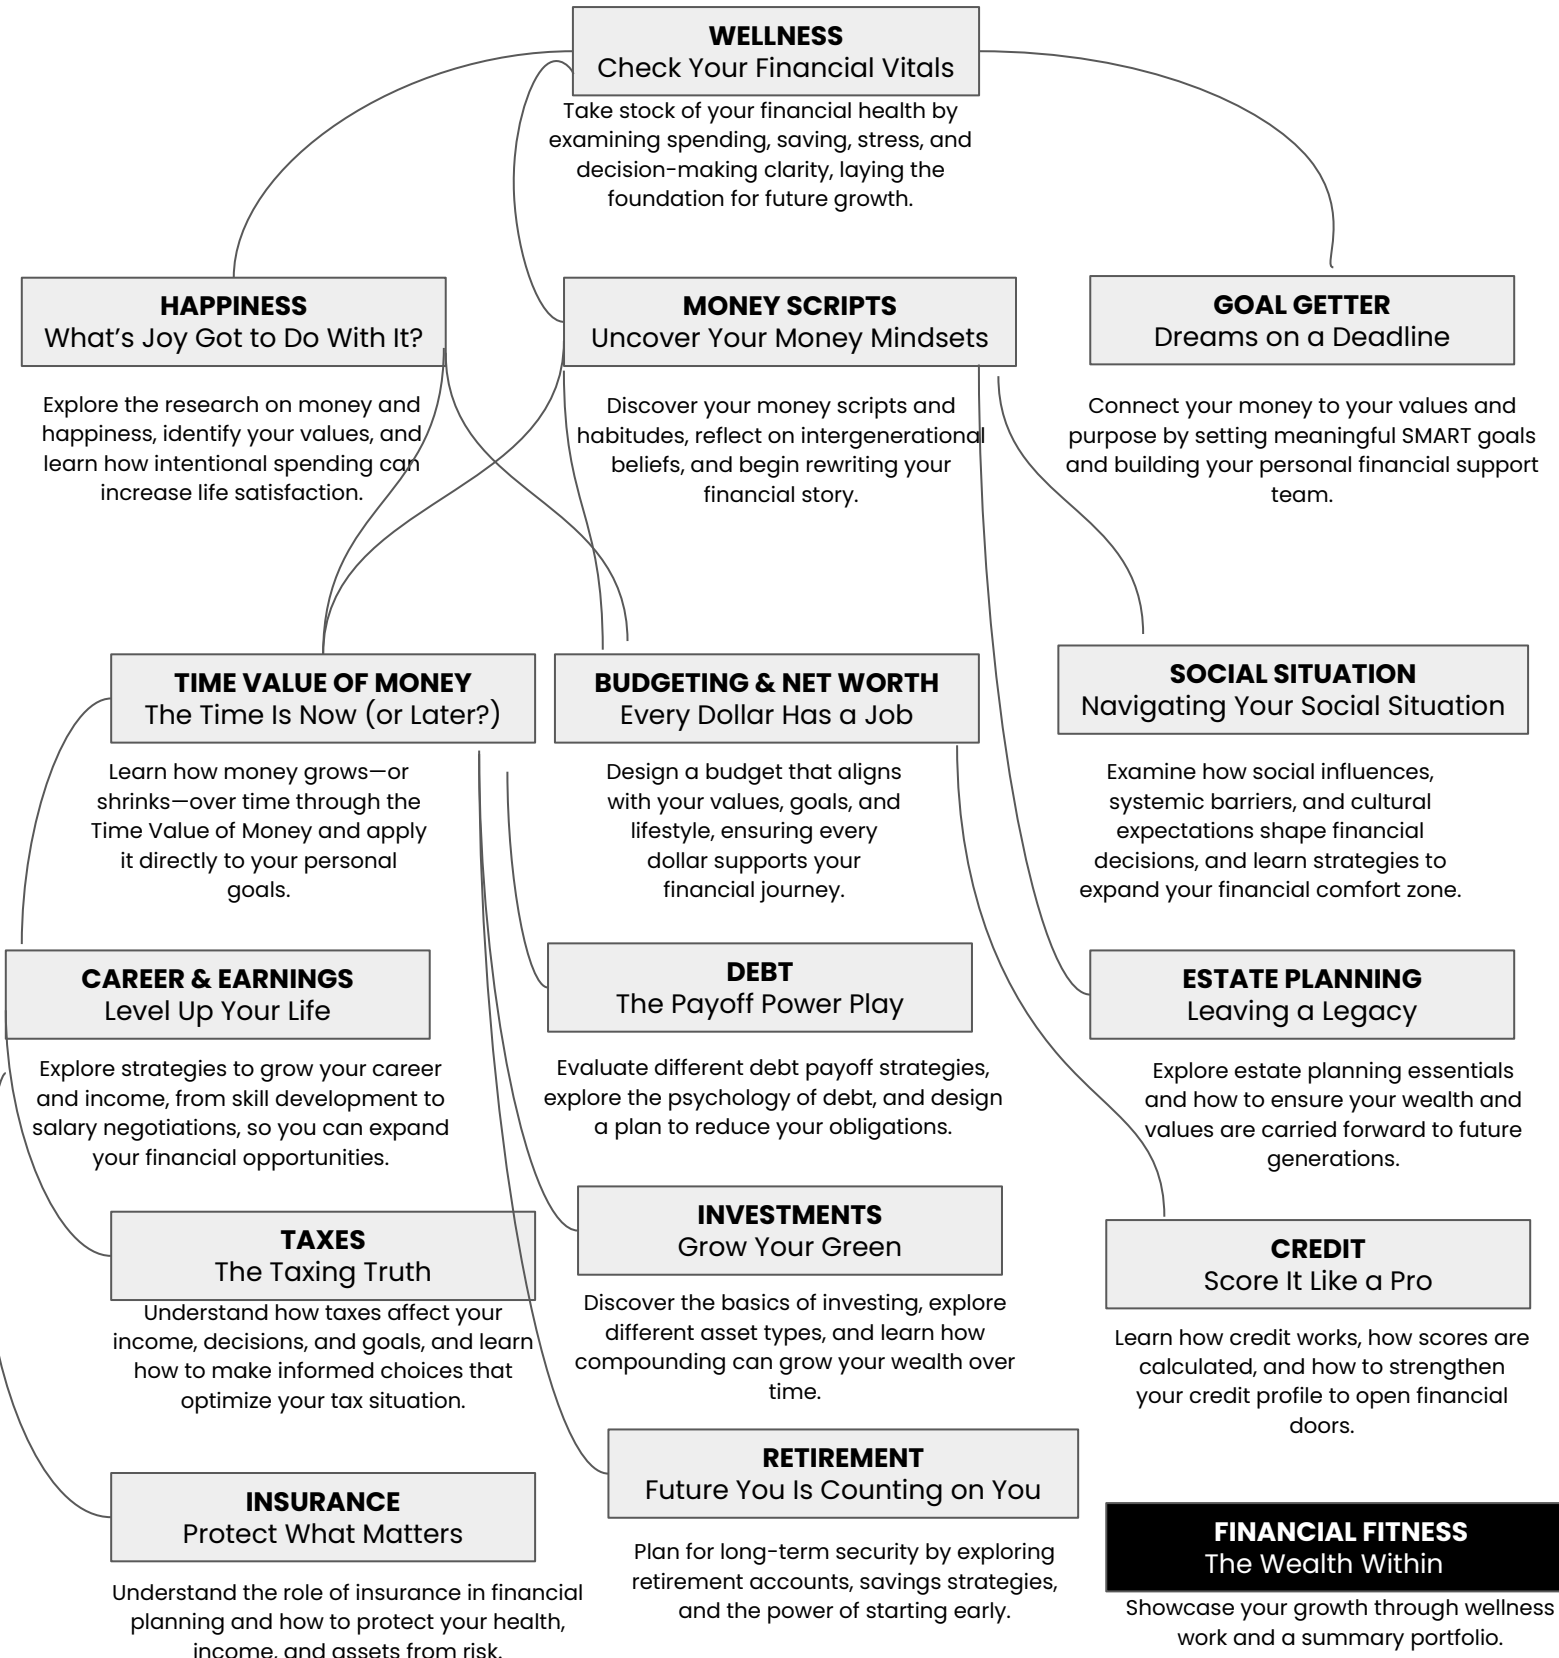 WELLNESS
Check Your Financial Vitals
Take stock of your financial health by
examining spending, saving, stress, and
decision-making clarity, laying the
foundation for future growth.
HAPPINESS
What’s Joy Got to Do With It?
Explore the research on money and
happiness, identify your values, and
learn how intentional spending can
increase life satisfaction.
MONEY SCRIPTS
Uncover Your Money Mindsets
Discover your money scripts and
habitudes, reflect on intergenerational
beliefs, and begin rewriting your
financial story.
GOAL GETTER
Dreams on a Deadline
Connect your money to your values and
purpose by setting meaningful SMART goals
and building your personal financial support
team.
TIME VALUE OF MONEY
The Time Is Now (or Later?)
Learn how money grows—or
shrinks—over time through the
Time Value of Money and apply
it directly to your personal
goals.
BUDGETING & NET WORTH
Every Dollar Has a Job
Design a budget that aligns
with your values, goals, and
lifestyle, ensuring every
dollar supports your
financial journey.
SOCIAL SITUATION
Navigating Your Social Situation
Examine how social influences,
systemic barriers, and cultural
expectations shape financial
decisions, and learn strategies to
expand your financial comfort zone.
CAREER & EARNINGS
Level Up Your Life
Explore strategies to grow your career
and income, from skill development to
salary negotiations, so you can expand
your financial opportunities.
DEBT
The Payoff Power Play
Evaluate different debt payoff strategies,
explore the psychology of debt, and design
a plan to reduce your obligations.
ESTATE PLANNING
Leaving a Legacy
Explore estate planning essentials
and how to ensure your wealth and
values are carried forward to future
generations.
TAXES
The Taxing Truth
Understand how taxes affect your
income, decisions, and goals, and learn
how to make informed choices that
optimize your tax situation.
INVESTMENTS
Grow Your Green
Discover the basics of investing, explore
different asset types, and learn how
compounding can grow your wealth over
time.
CREDIT
Score It Like a Pro
Learn how credit works, how scores are
calculated, and how to strengthen
your credit profile to open financial
doors.
INSURANCE
Protect What Matters
Understand the role of insurance in financial
planning and how to protect your health,
income, and assets from risk.
RETIREMENT
Future You Is Counting on You
Plan for long-term security by exploring
retirement accounts, savings strategies,
and the power of starting early.
FINANCIAL FITNESS
The Wealth Within
Showcase your growth through wellness
work and a summary portfolio.